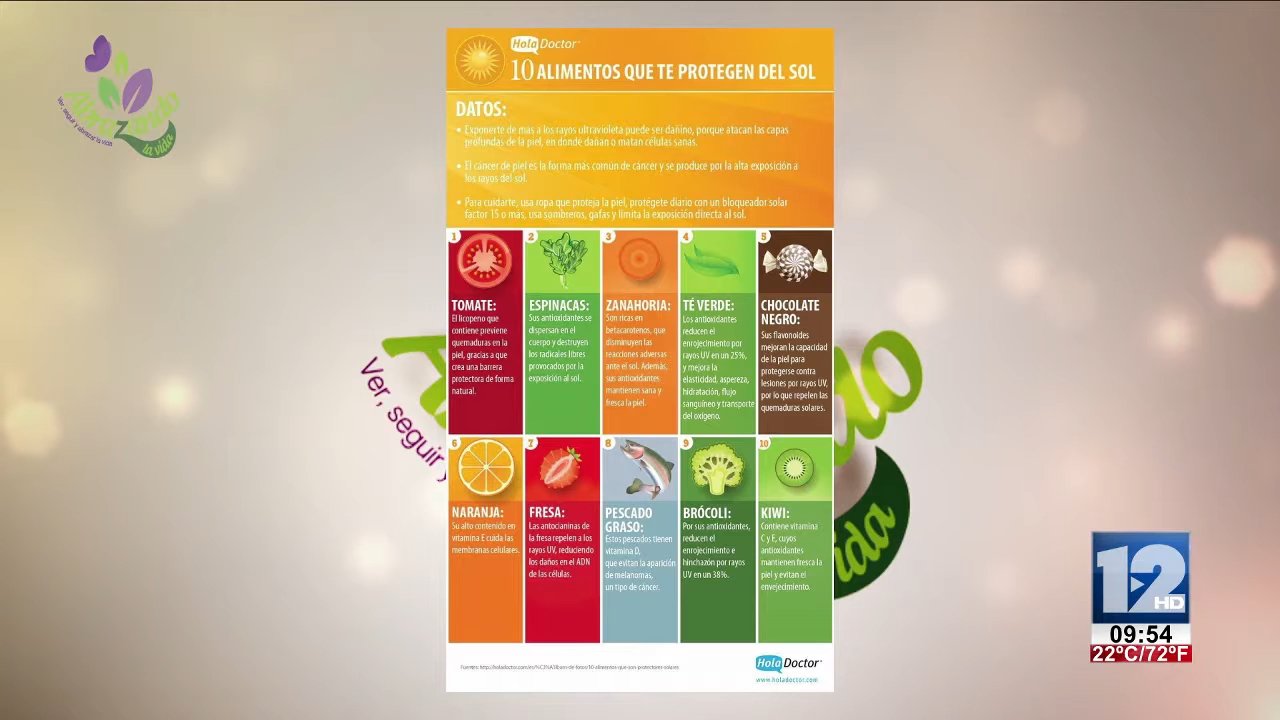 Abrazando
la vida
Ver, seguir y abrazar la vida
Hola Doctor
10 ALIMENTOS QUE TE PROTEGEN DEL SOL
DATOS:
• Exponerte de más a los rayos ultravioleta puede ser dañino, porque atacan las capas
profundas de la piel, en donde dañan o matan células sanas.
• El cáncer de piel es la forma más común de cáncer y se produce por la alta exposición a
los rayos del sol.
• Para cuidarte, usa ropa que proteja la piel, protégete diario con un bloqueador solar
factor 15 o más, usa sombreros, gafas y limita la exposición directa al sol.
1
TOMATE:
El licopeno que
contiene previene
quemaduras en la
piel, gracias a que
crea una barrera
protectora de forma
natural.
2
ESPINACAS:
Sus antioxidantes se
dispersan en el
cuerpo y destruyen
los radicales libres
provocados por la
exposición al sol.
3
ZANAHORIA:
Son ricas en
betacarotenos, que
disminuyen las
reacciones adversas
ante el sol. Además,
sus antioxidantes
mantienen sana y
fresca la piel.
4
TÉ VERDE:
Los antioxidantes
reducen el
enrojecimiento por
rayos UV en un 25%,
y mejora la
elasticidad, aspereza,
hidratación, flujo
sanguíneo y transporte
del oxígeno.
5
CHOCOLATE
NEGRO:
Sus flavonoides
mejoran la capacidad
de la piel para
protegerse contra
lesiones por rayos UV,
por lo que repelen las
quemaduras solares.
6
NARANJA:
Su alto contenido en
vitamina E cuida las
membranas celulares.
7
FRESA:
Las antocianinas de
la fresa repelen a los
rayos UV, reduciendo
los daños en el ADN
de las células.
8
PESCADO
GRASO:
Estos pescados tienen
vitamina D,
que evitan la aparición
de melanomas,
un tipo de cáncer.
9
BRÓCOLI:
Por sus antioxidantes,
reducen el
enrojecimiento e
hinchazón por rayos
UV en un 38%.
10
KIWI:
Contiene vitamina
C y E, cuyos
antioxidantes
mantienen fresca la
piel y evitan el
envejecimiento.
Hola Doctor
www.holadoctor.com
Ver, seguir
ida
12
HD
09:54
22°C/72°F